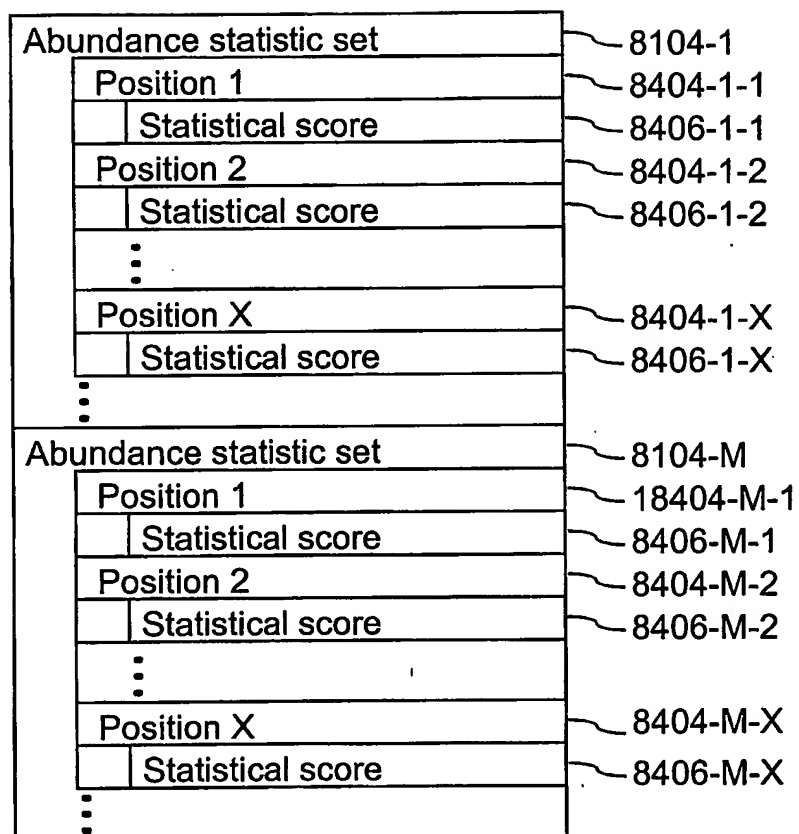 Abundance statistic set 8104-1
Position 1 8404-1-1
Statistical score 8406-1-1
Position 2 8404-1-2
Statistical score 8406-1-2
Position X 8404-1-X
Statistical score 8406-1-X
Abundance statistic set 8104-M
Position 1 18404-M-1
Statistical score 8406-M-1
Position 2 8404-M-2
Statistical score 8406-M-2
Position X 8404-M-X
Statistical score 8406-M-X